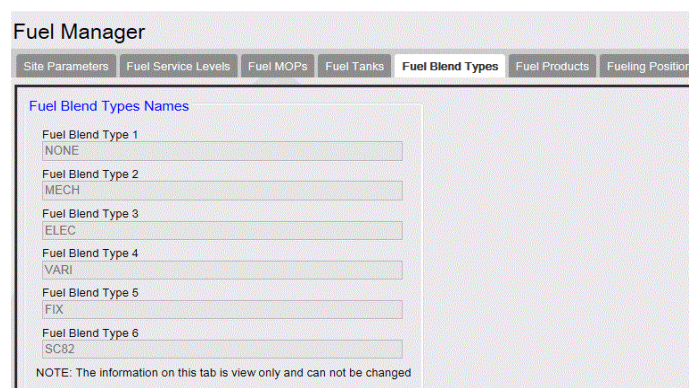 Fuel Manager
Site Parameters Fuel Service Levels Fuel MOPs Fuel Tanks Fuel Blend Types Fuel Products Fueling Position
Fuel Blend Types Names
Fuel Blend Type 1
NONE
Fuel Blend Type 2
MECH
Fuel Blend Type 3
ELEC
Fuel Blend Type 4
VARI
Fuel Blend Type 5
FIX
Fuel Blend Type 6
SC82
NOTE: The information on this tab is view only and can not be changed